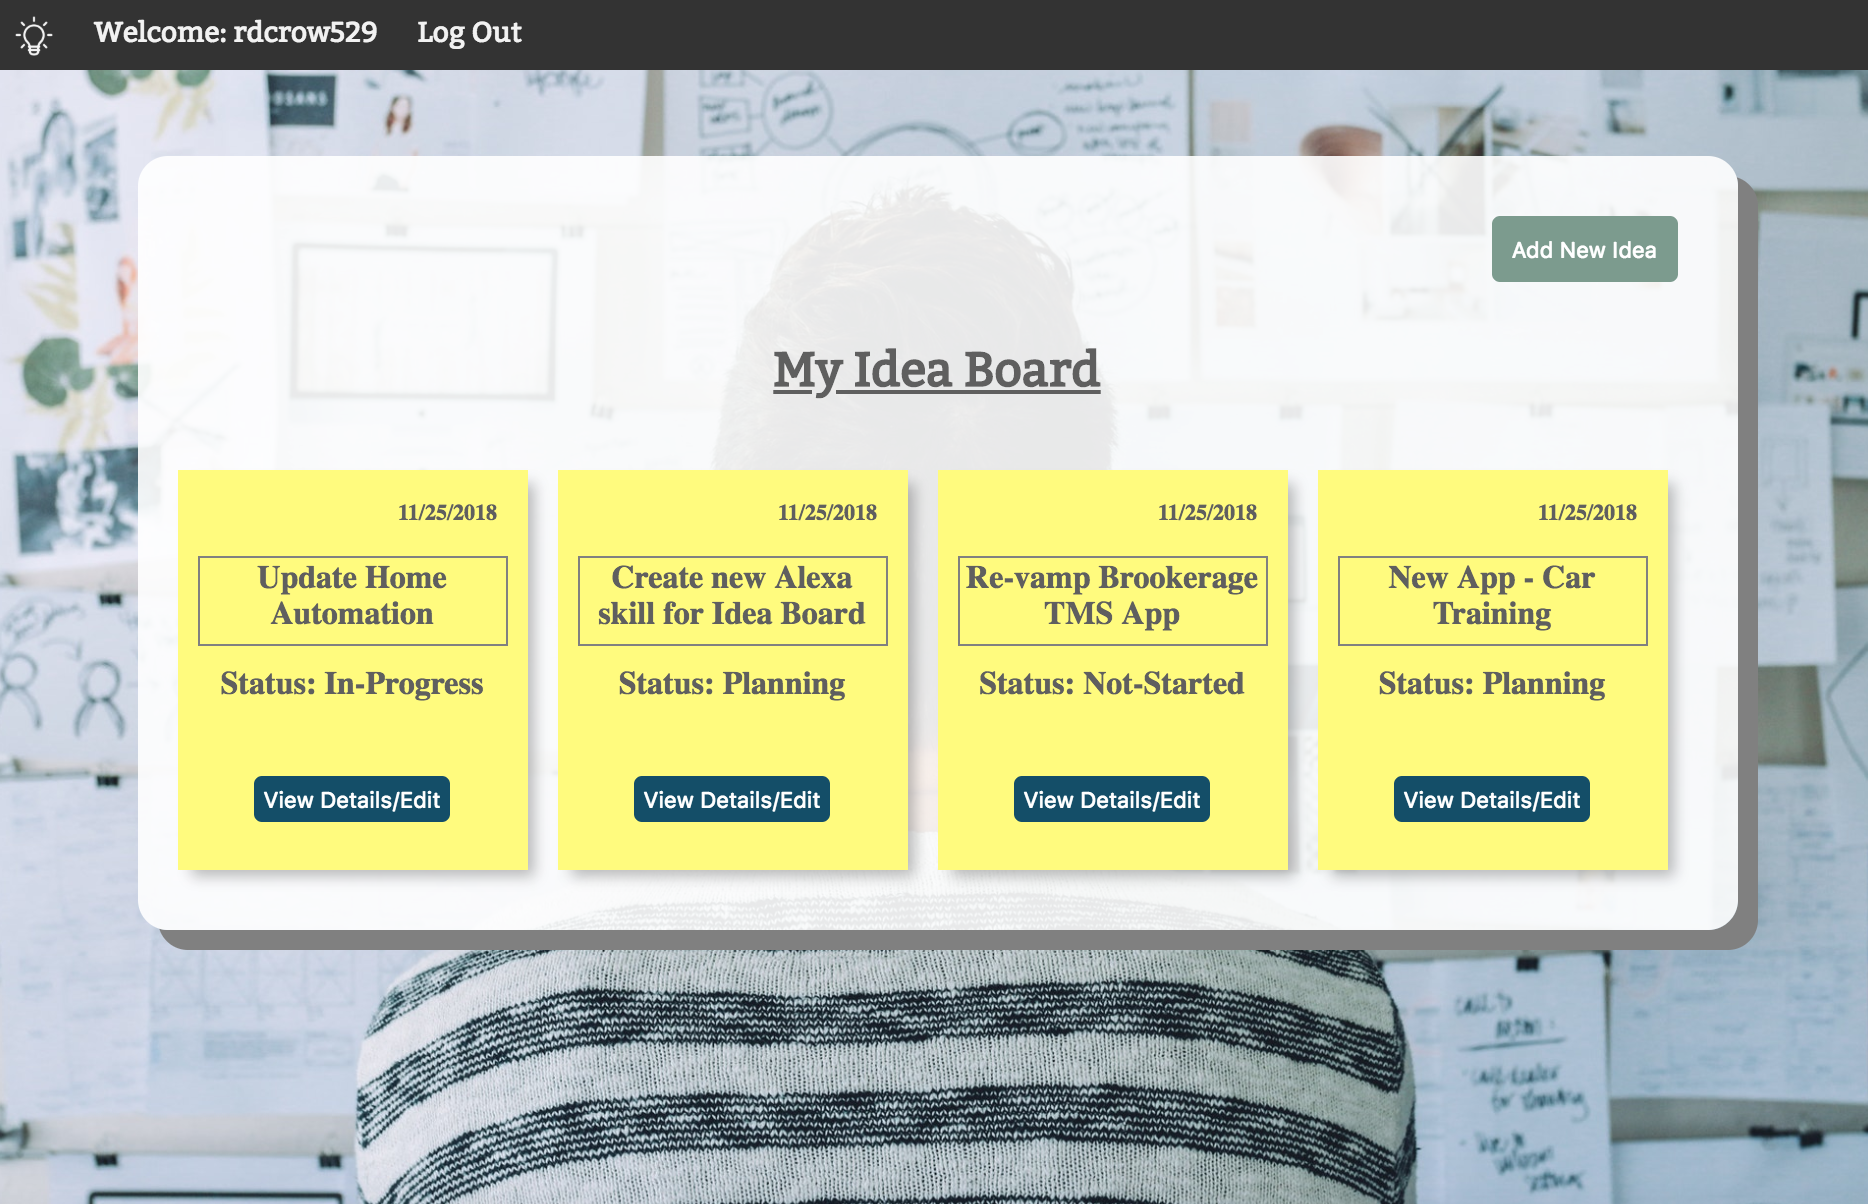 Welcome: rdcrow529 Log Out
Add New Idea
My Idea Board
11/25/2018
Update Home
Automation
Status: In-Progress
View Details/Edit
11/25/2018
Create new Alexa
skill for Idea Board
Status: Planning
View Details/Edit
11/25/2018
Re-vamp Brookerage
TMS App
Status: Not-Started
View Details/Edit
11/25/2018
New App - Car
Training
Status: Planning
View Details/Edit